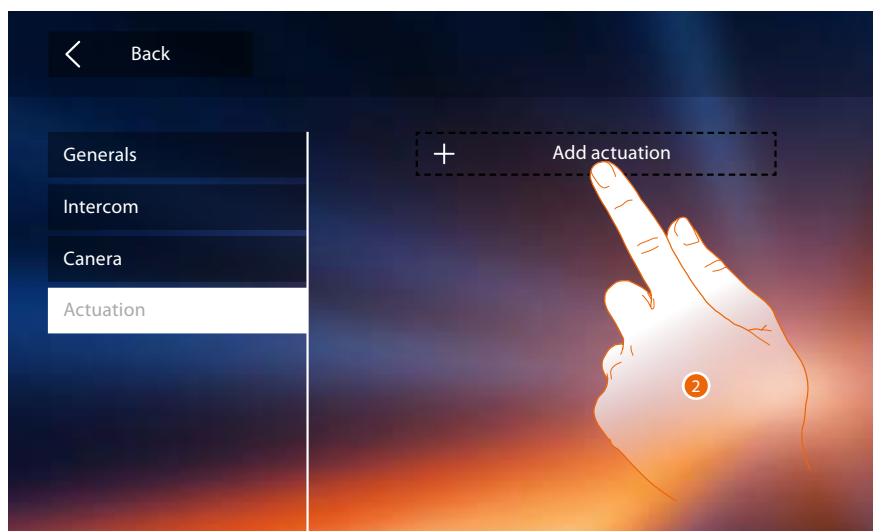 Back
Generals
+ Add actuation
Intercom
Canera
Actuation
2